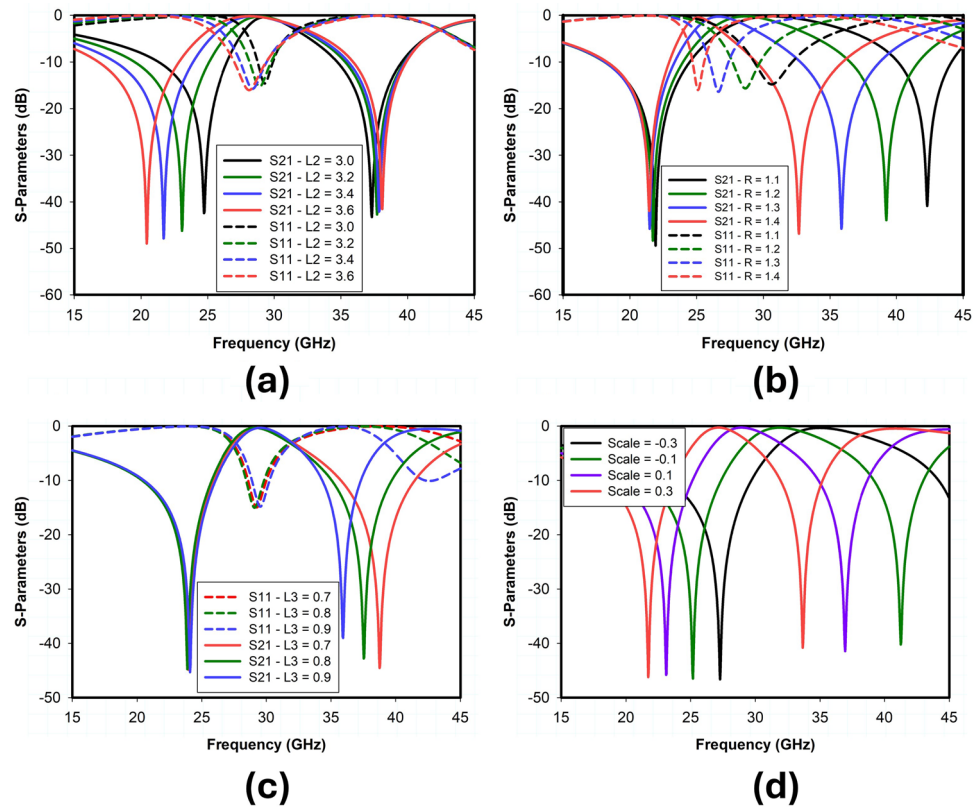 0
-10
-20
-30
-40
-50
-60
S-Parameters (dB)
S21 - L2 = 3.0
S21 - L2 = 3.2
S21 - L2 = 3.4
S21 - L2 = 3.6
S11 - L2 = 3.0
S11 - L2 = 3.2
S11 - L2 = 3.4
S11 - L2 = 3.6
15 20 25 30 35 40 45
Frequency (GHz)
(a)
0
-10
-20
-30
-40
-50
-60
S-Parameters (dB)
S21 - R = 1.1
S21 - R = 1.2
S21 - R = 1.3
S21 - R = 1.4
S11 - R = 1.1
S11 - R = 1.2
S11 - R = 1.3
S11 - R = 1.4
15 20 25 30 35 40 45
Frequency (GHz)
(b)
0
-10
-20
-30
-40
-50
S-Parameters (dB)
S11 - L3 = 0.7
S11 - L3 = 0.8
S11 - L3 = 0.9
S21 - L3 = 0.7
S21 - L3 = 0.8
S21 - L3 = 0.9
15 20 25 30 35 40 45
Frequency (GHz)
(c)
0
-10
-20
-30
-40
-50
S-Parameters (dB)
Scale = -0.3
Scale = -0.1
Scale = 0.1
Scale = 0.3
15 20 25 30 35 40 45
Frequency (GHz)
(d)